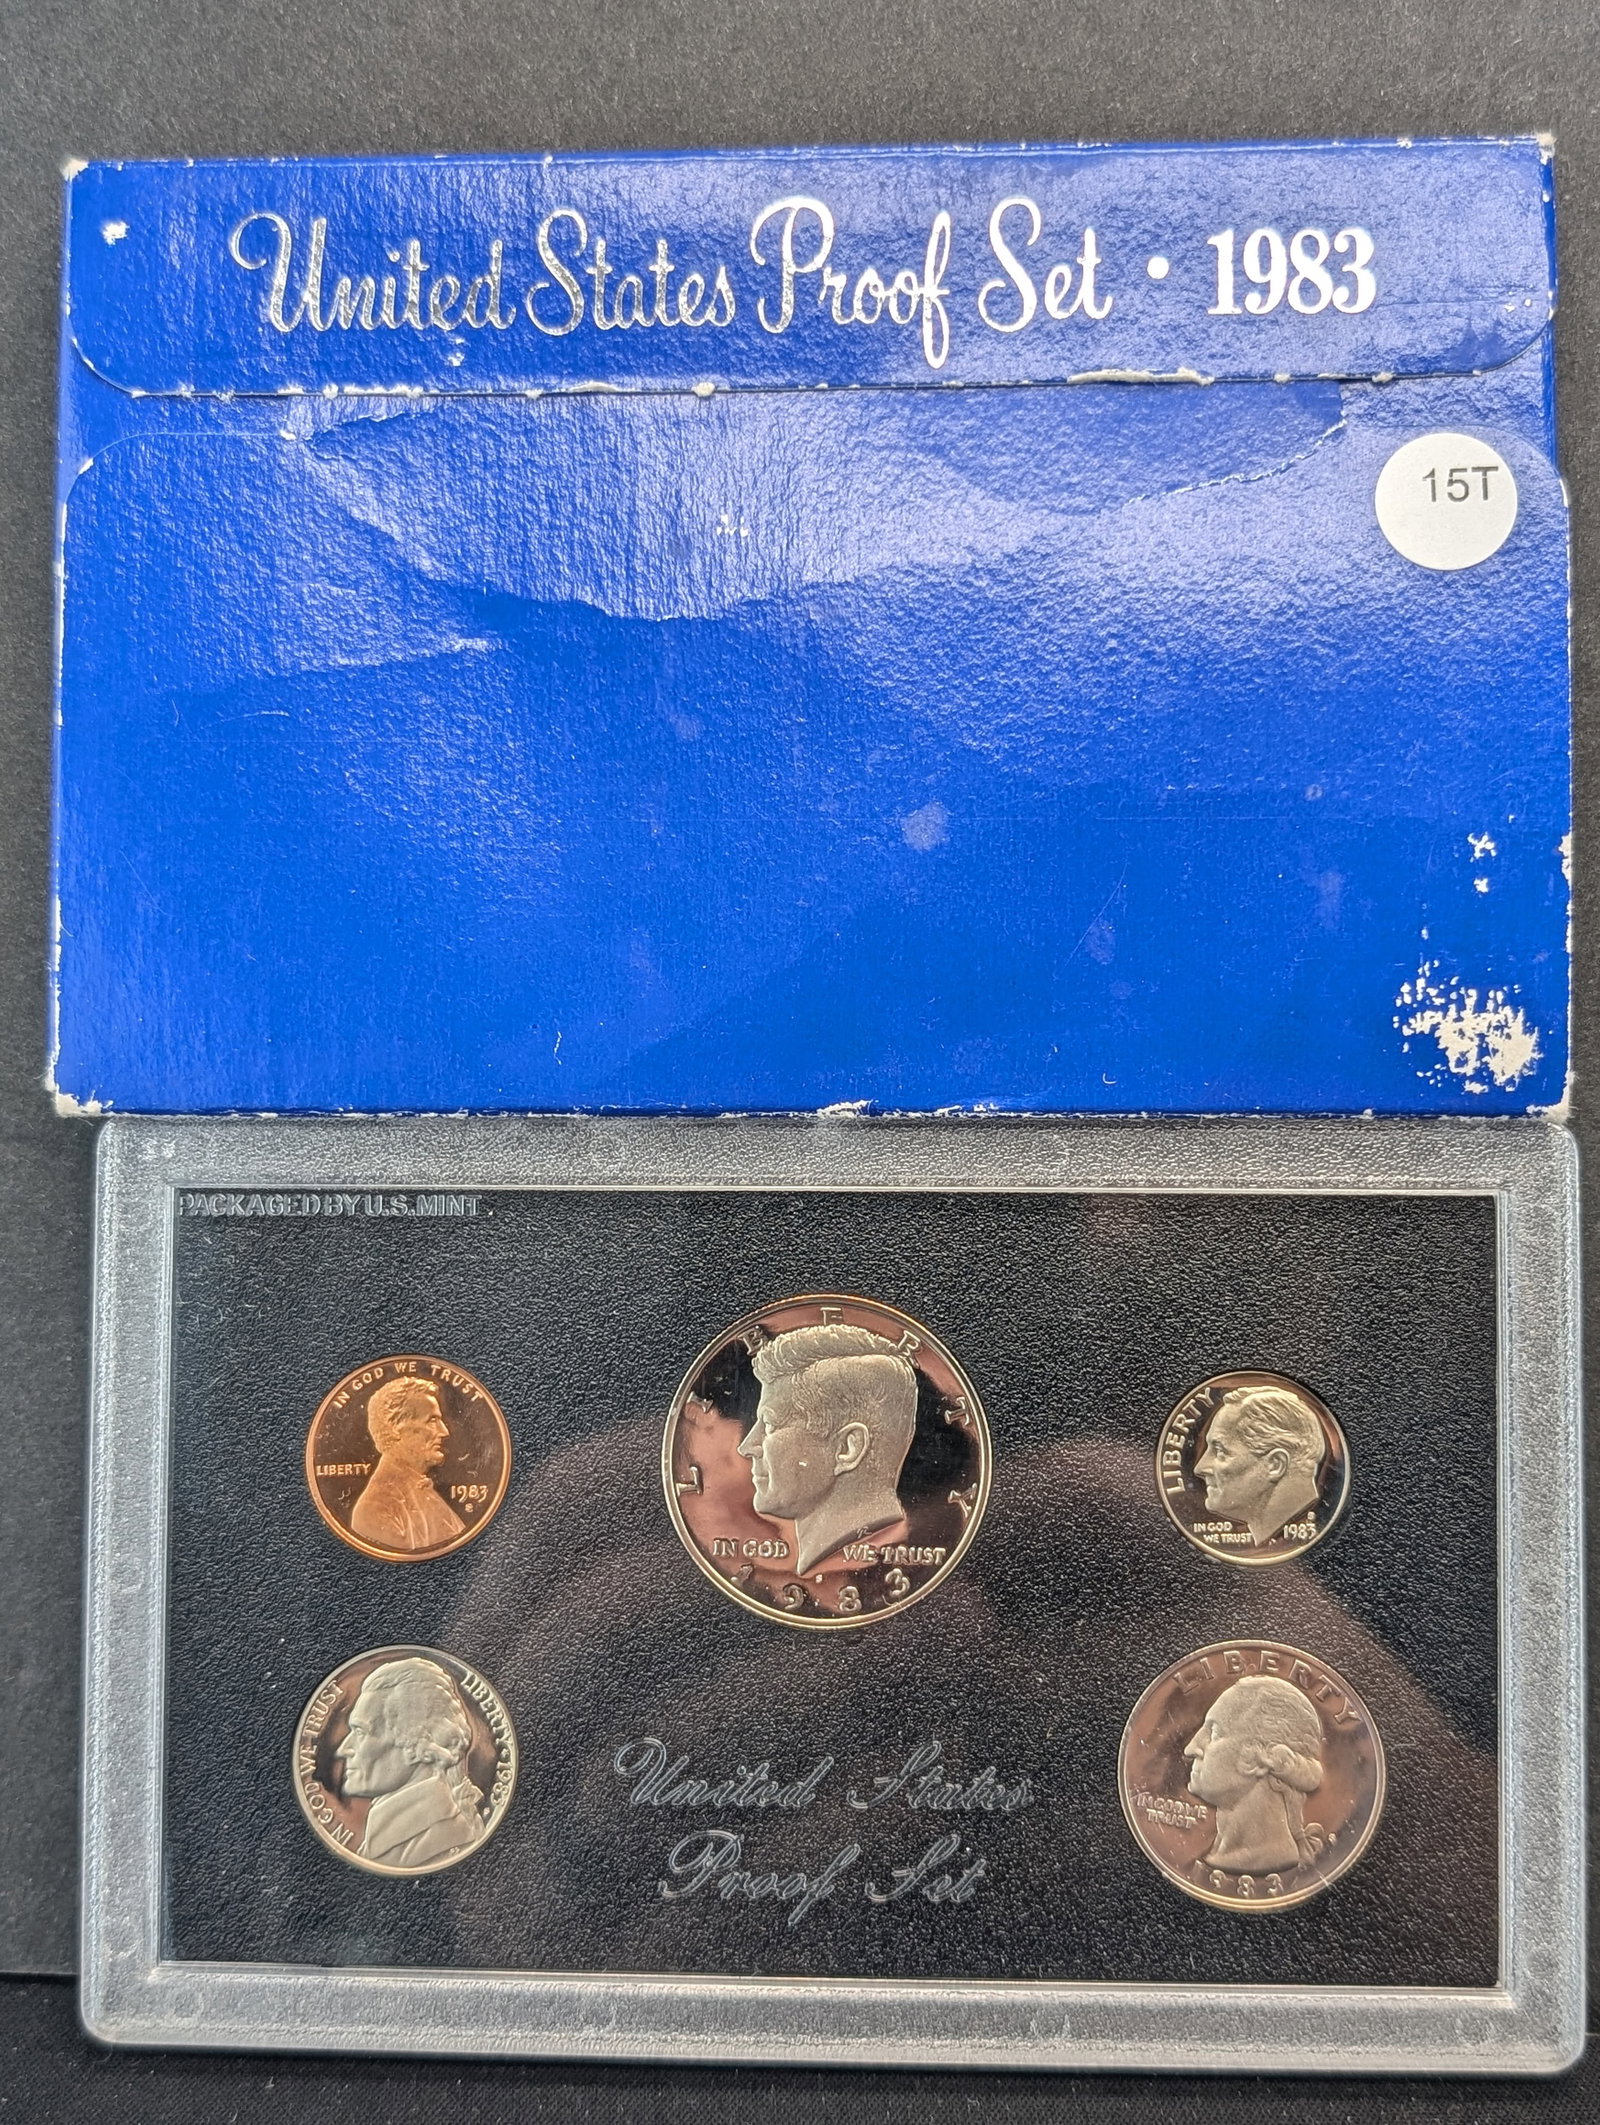 United States Proof Set • 1983
15T
PACKAGED BY U.S. MINT.
IN GOD WE TRUST
LIBERTY
1983
S
LIBERTY
IN GOD WE TRUST
S
1983
LIBERTY
IN GOD
WE TRUST
S
1983
IN GOD WE TRUST
LIBERTY * 1983
S
United States
Proof Set
LIBERTY
IN GOD WE
TRUST
S
1983